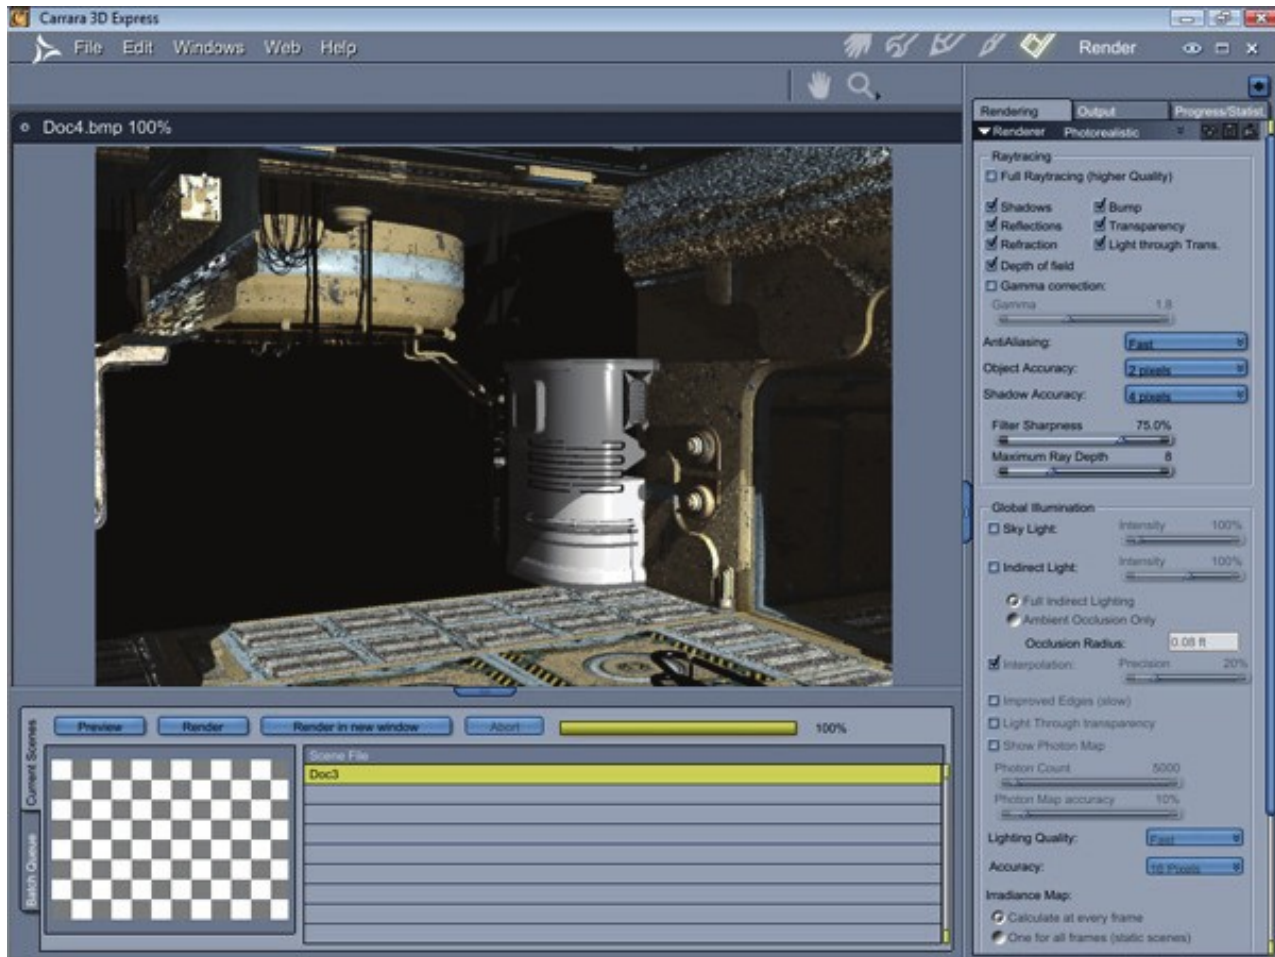 Carrara 3D Express
File Edit Windows Web Help
Render
Doc4.bmp 100%
Rendering Output Progress/Statist.
Renderer Photorealistic
Raytracing
Full Raytracing (higher Quality)
Shadows Bump
Reflections Transparency
Refraction Light through Trans.
Depth of field
Gamma correction:
Gamma 1.8
AntiAliasing: Fast
Object Accuracy: 2 pixels
Shadow Accuracy: 4 pixels
Filter Sharpness 75.0%
Maximum Ray Depth 8
Global Illumination
Sky Light: Intensity 100%
Indirect Light: Intensity 100%
Full Indirect Lighting
Ambient Occlusion Only
Occlusion Radius: 0.08 ft
Interpolation: Precision 20%
Improved Edges (slow)
Light Through transparency
Show Photon Map
Photon Count 5000
Photon Map accuracy 10%
Lighting Quality: Fast
Accuracy: 16 Pixels
Irradiance Map:
Calculate at every frame
One for all frames (static scenes)
Current Scenes
Batch Queue
Preview Render Render in new window Abort 100%
Scene File
Doc3